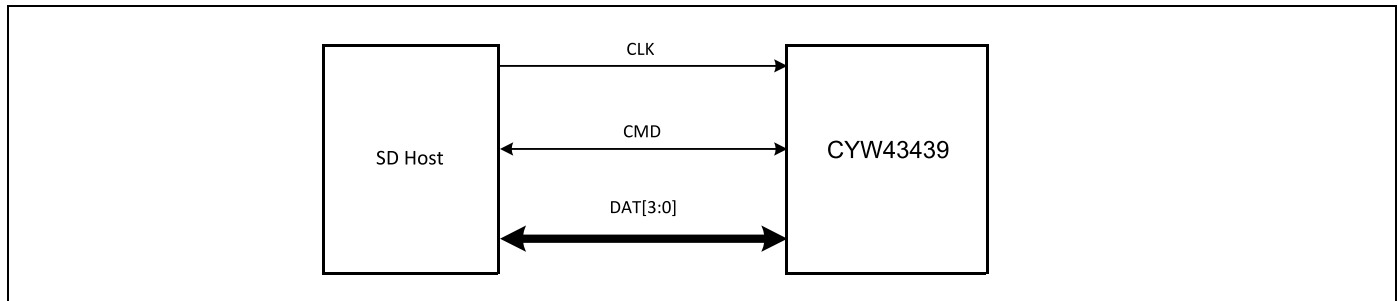 CLK
CMD
SD Host
CYW43439
DAT[3:0]